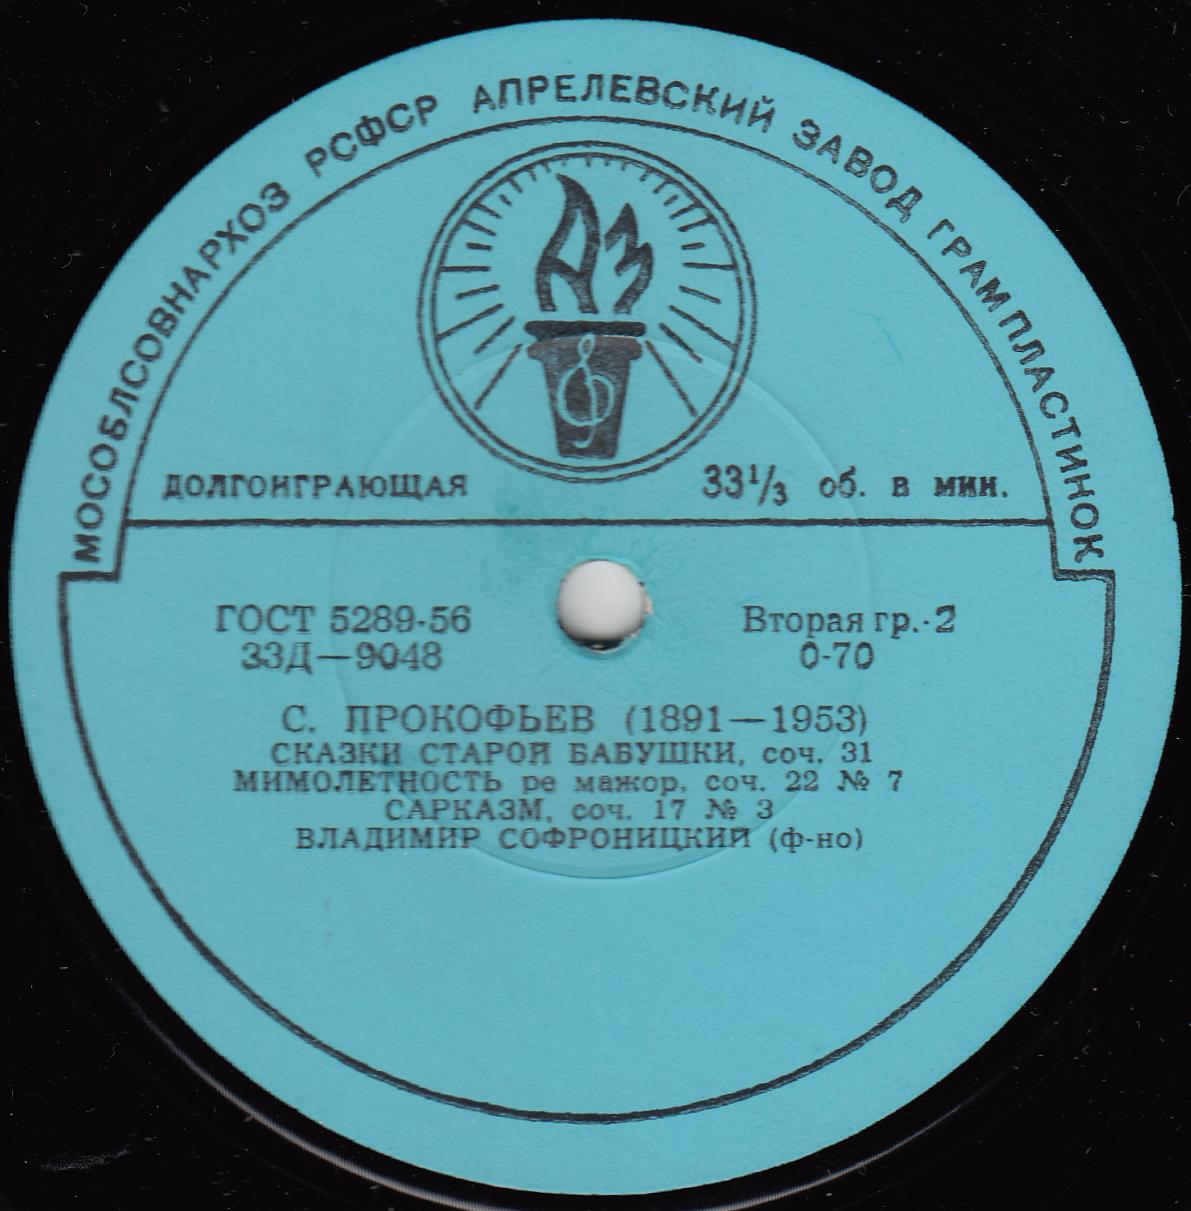 МОСОБЛСОВНАРХОЗ РСФСР АПРЕЛЕВСКИЙ ЗАВОД ГРАМПЛАСТИНОК
АЗ
ДОЛГОИГРАЮЩАЯ 33⅓ об. в мин.
ГОСТ 5289-56 Вторая гр.-2
33Д—9048 0-70
С. ПРОКОФЬЕВ (1891—1953)
СКАЗКИ СТАРОЙ БАБУШКИ, соч. 31
МИМОЛЕТНОСТЬ ре мажор, соч. 22 № 7
САРКАЗМ, соч. 17 № 3
ВЛАДИМИР СОФРОНИЦКИЙ (ф-но)